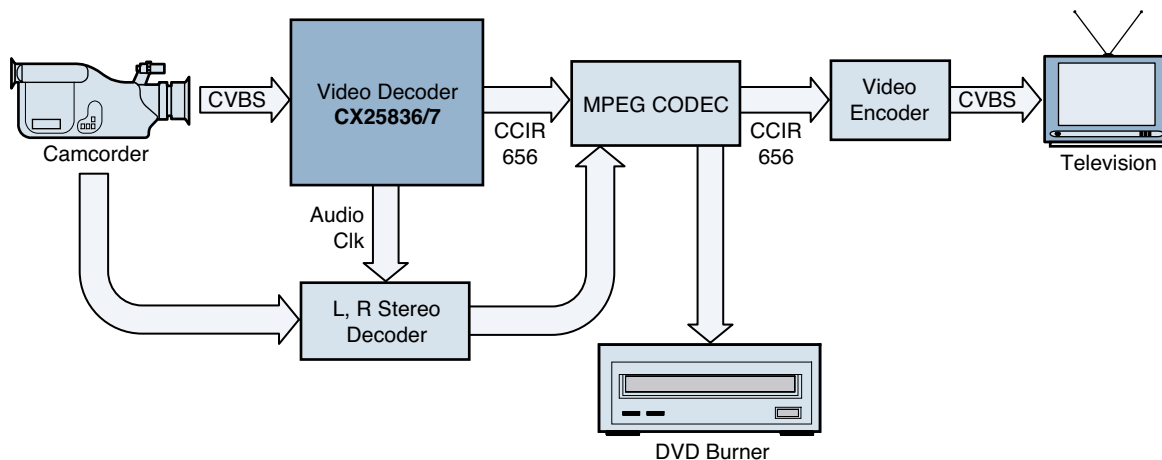 CVBS
Video Decoder
CX25836/7
CCIR
656
MPEG CODEC
CCIR
656
Video
Encoder
CVBS
Camcorder
Television
Audio
Clk
L, R Stereo
Decoder
DVD Burner